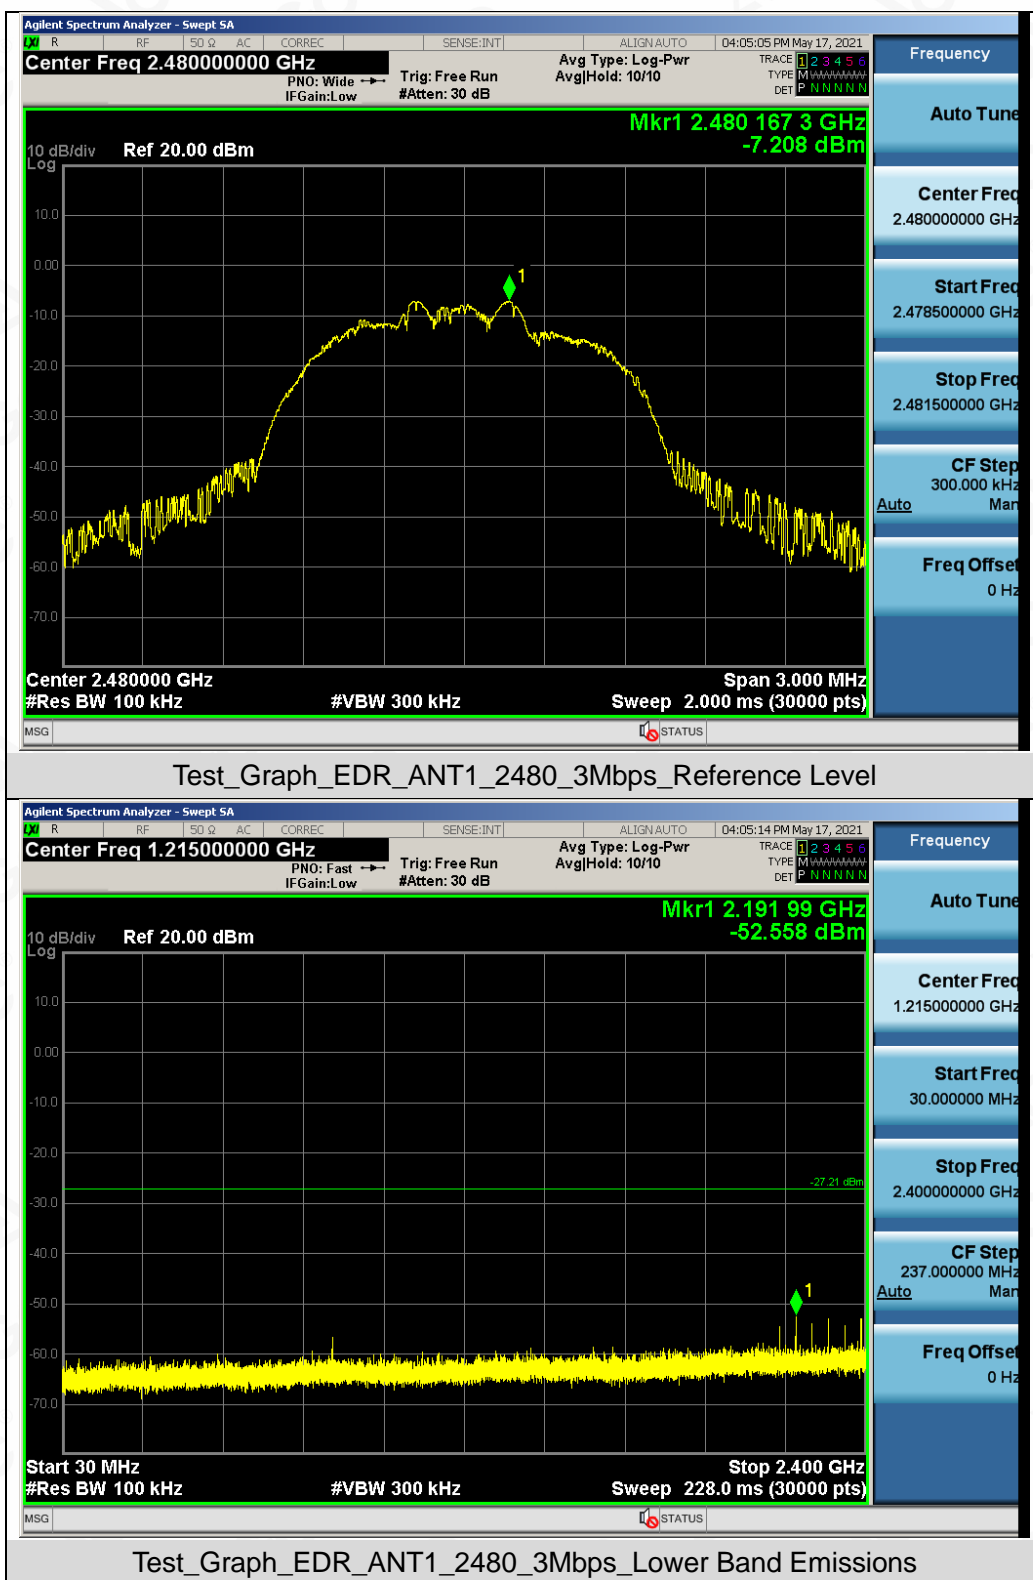 Agilent Spectrum Analyzer - Swept SA
LXI R RF 50 Ω AC CORREC SENSE:INT ALIGN AUTO 04:05:05 PM May 17, 2021
Center Freq 2.480000000 GHz
PNO: Wide
IFGain:Low
Trig: Free Run
#Atten: 30 dB
Avg Type: Log-Pwr
Avg|Hold: 10/10
TRACE 1 2 3 4 5 6
TYPE M WWWWW
DET P N N N N N
Mkr1 2.480 167 3 GHz
-7.208 dBm
10 dB/div Ref 20.00 dBm
Log
10.0
0.00
1
-10.0
-20.0
-30.0
-40.0
-50.0
-60.0
-70.0
Center 2.480000 GHz Span 3.000 MHz
#Res BW 100 kHz #VBW 300 kHz Sweep 2.000 ms (30000 pts)
MSG STATUS
Frequency
Auto Tune
Center Freq
2.480000000 GHz
Start Freq
2.478500000 GHz
Stop Freq
2.481500000 GHz
CF Step
300.000 kHz
Auto Man
Freq Offset
0 Hz
Test_Graph_EDR_ANT1_2480_3Mbps_Reference Level
Agilent Spectrum Analyzer - Swept SA
LXI R RF 50 Ω AC CORREC SENSE:INT ALIGN AUTO 04:05:14 PM May 17, 2021
Center Freq 1.215000000 GHz
PNO: Fast
IFGain:Low
Trig: Free Run
#Atten: 30 dB
Avg Type: Log-Pwr
Avg|Hold: 10/10
TRACE 1 2 3 4 5 6
TYPE M WWWWW
DET P N N N N N
Mkr1 2.191 99 GHz
-52.558 dBm
10 dB/div Ref 20.00 dBm
Log
10.0
0.00
-10.0
-20.0
-27.21 dBm
-30.0
-40.0
-50.0
1
-60.0
-70.0
Start 30 MHz Stop 2.400 GHz
#Res BW 100 kHz #VBW 300 kHz Sweep 228.0 ms (30000 pts)
MSG STATUS
Frequency
Auto Tune
Center Freq
1.215000000 GHz
Start Freq
30.000000 MHz
Stop Freq
2.400000000 GHz
CF Step
237.000000 MHz
Auto Man
Freq Offset
0 Hz
Test_Graph_EDR_ANT1_2480_3Mbps_Lower Band Emissions